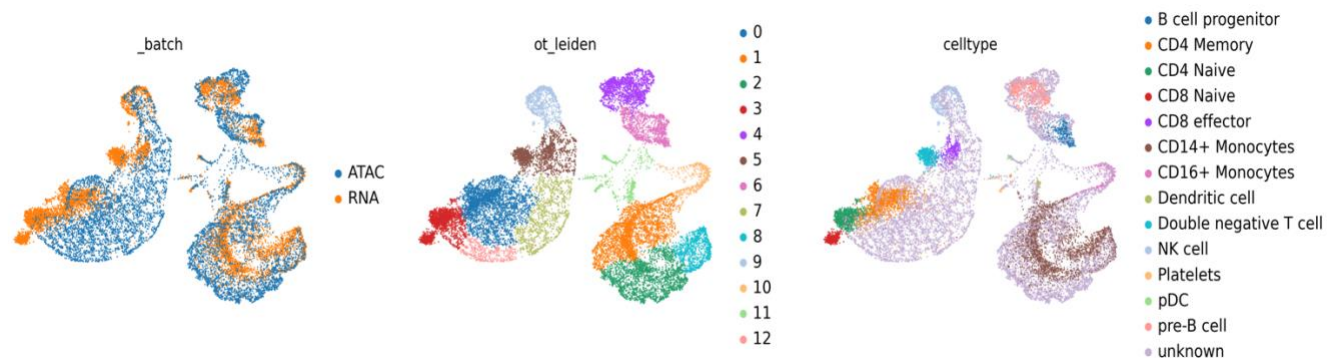 _batch
ATAC
RNA
ot_leiden
0
1
2
3
4
5
6
7
8
9
10
11
12
celltype
B cell progenitor
CD4 Memory
CD4 Naive
CD8 Naive
CD8 effector
CD14+ Monocytes
CD16+ Monocytes
Dendritic cell
Double negative T cell
NK cell
Platelets
pDC
pre-B cell
unknown